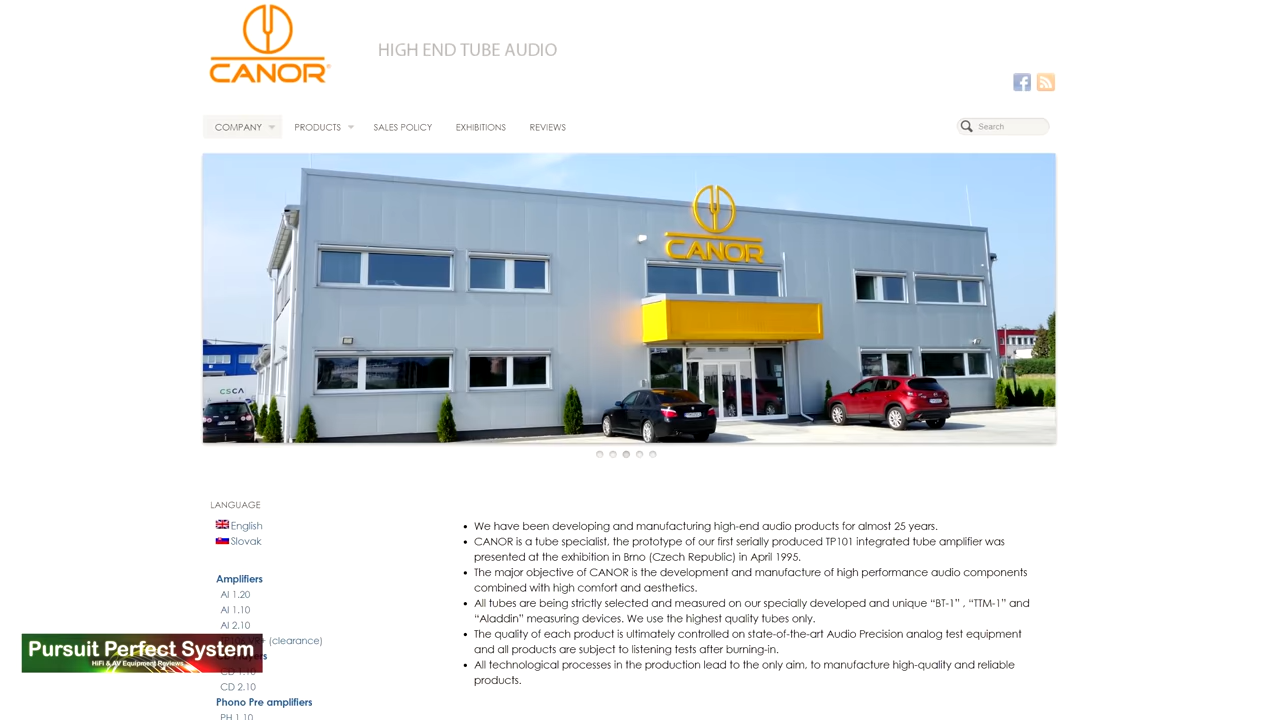 CANOR
HIGH END TUBE AUDIO
COMPANY
PRODUCTS
SALES POLICY
EXHIBITIONS
REVIEWS
Search
CANOR
CSCA
LANGUAGE
English
Slovak
Amplifiers
AI 1.20
AI 1.10
AI 2.10
(clearance)
CD 1.10
CD 2.10
Phono Pre amplifiers
PH 1.10
We have been developing and manufacturing high-end audio products for almost 25 years.
CANOR is a tube specialist, the prototype of our first serially produced TP101 integrated tube amplifier was
presented at the exhibition in Brno (Czech Republic) in April 1995.
The major objective of CANOR is the development and manufacture of high performance audio components
combined with high comfort and aesthetics.
All tubes are being strictly selected and measured on our specially developed and unique “BT-1” , “TTM-1” and
“Aladdin” measuring devices. We use the highest quality tubes only.
The quality of each product is ultimately controlled on state-of-the-art Audio Precision analog test equipment
and all products are subject to listening tests after burning-in.
All technological processes in the production lead to the only aim, to manufacture high-quality and reliable
products.
Pursuit Perfect System
HiFi & AV Equipment Reviews